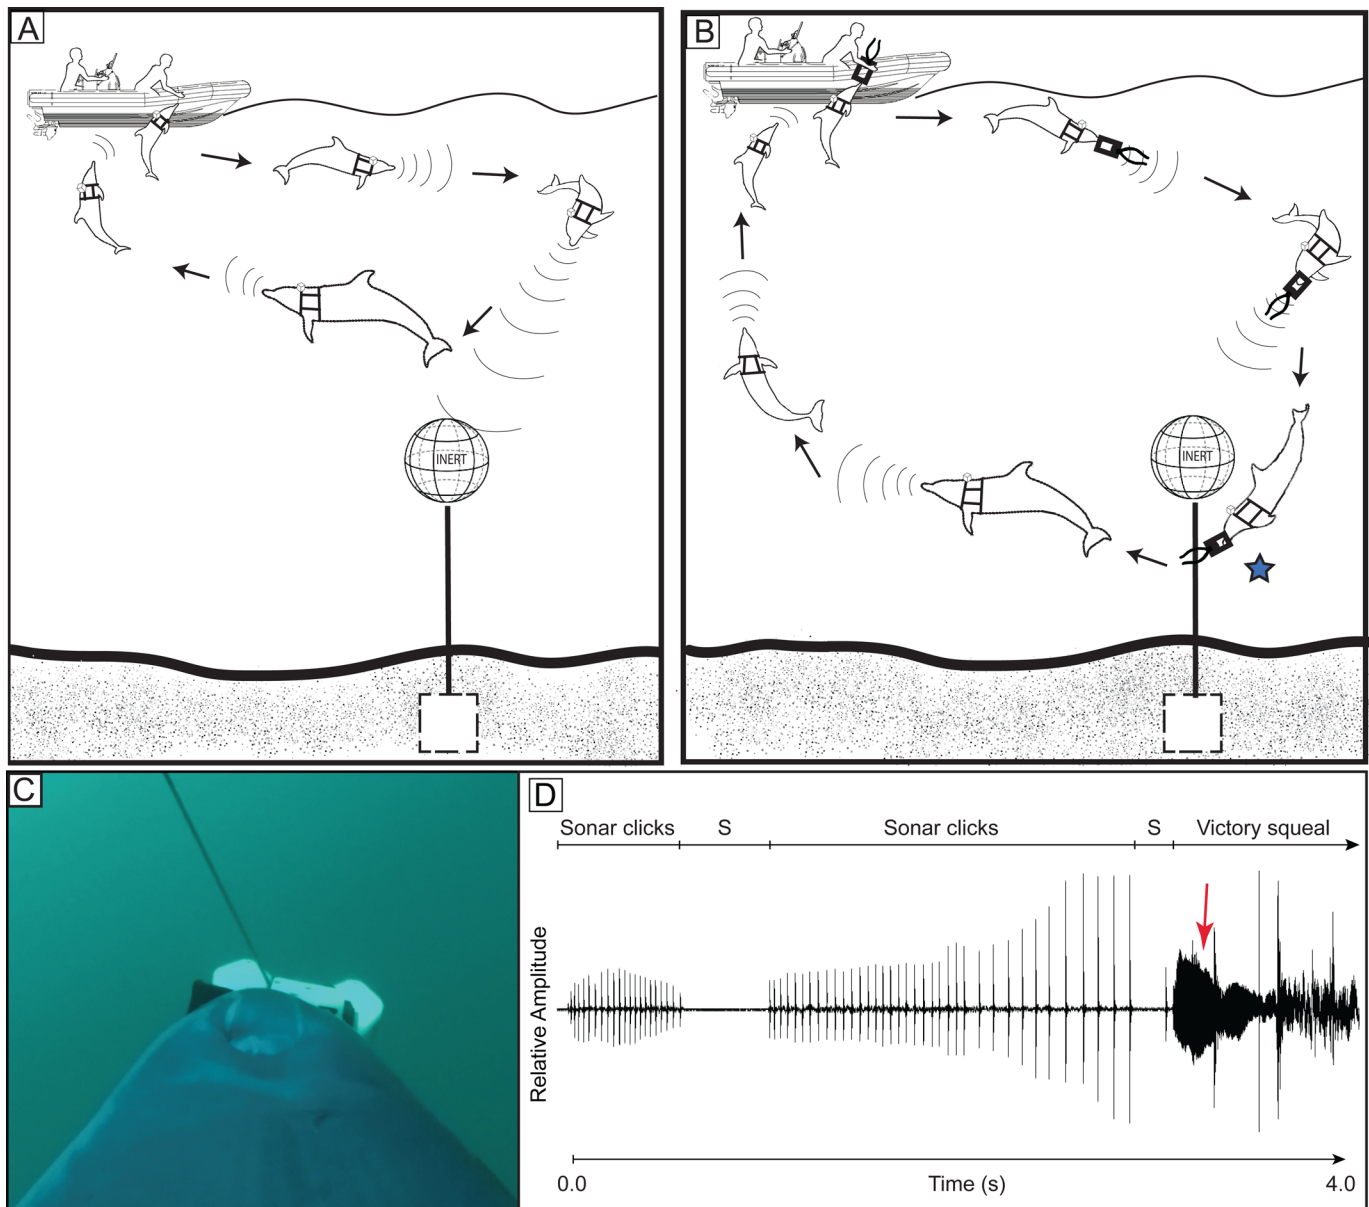 A
B
INERT
INERT
C
D
Sonar clicks
S
Sonar clicks
S
Victory squeal
Relative Amplitude
0.0
Time (s)
4.0